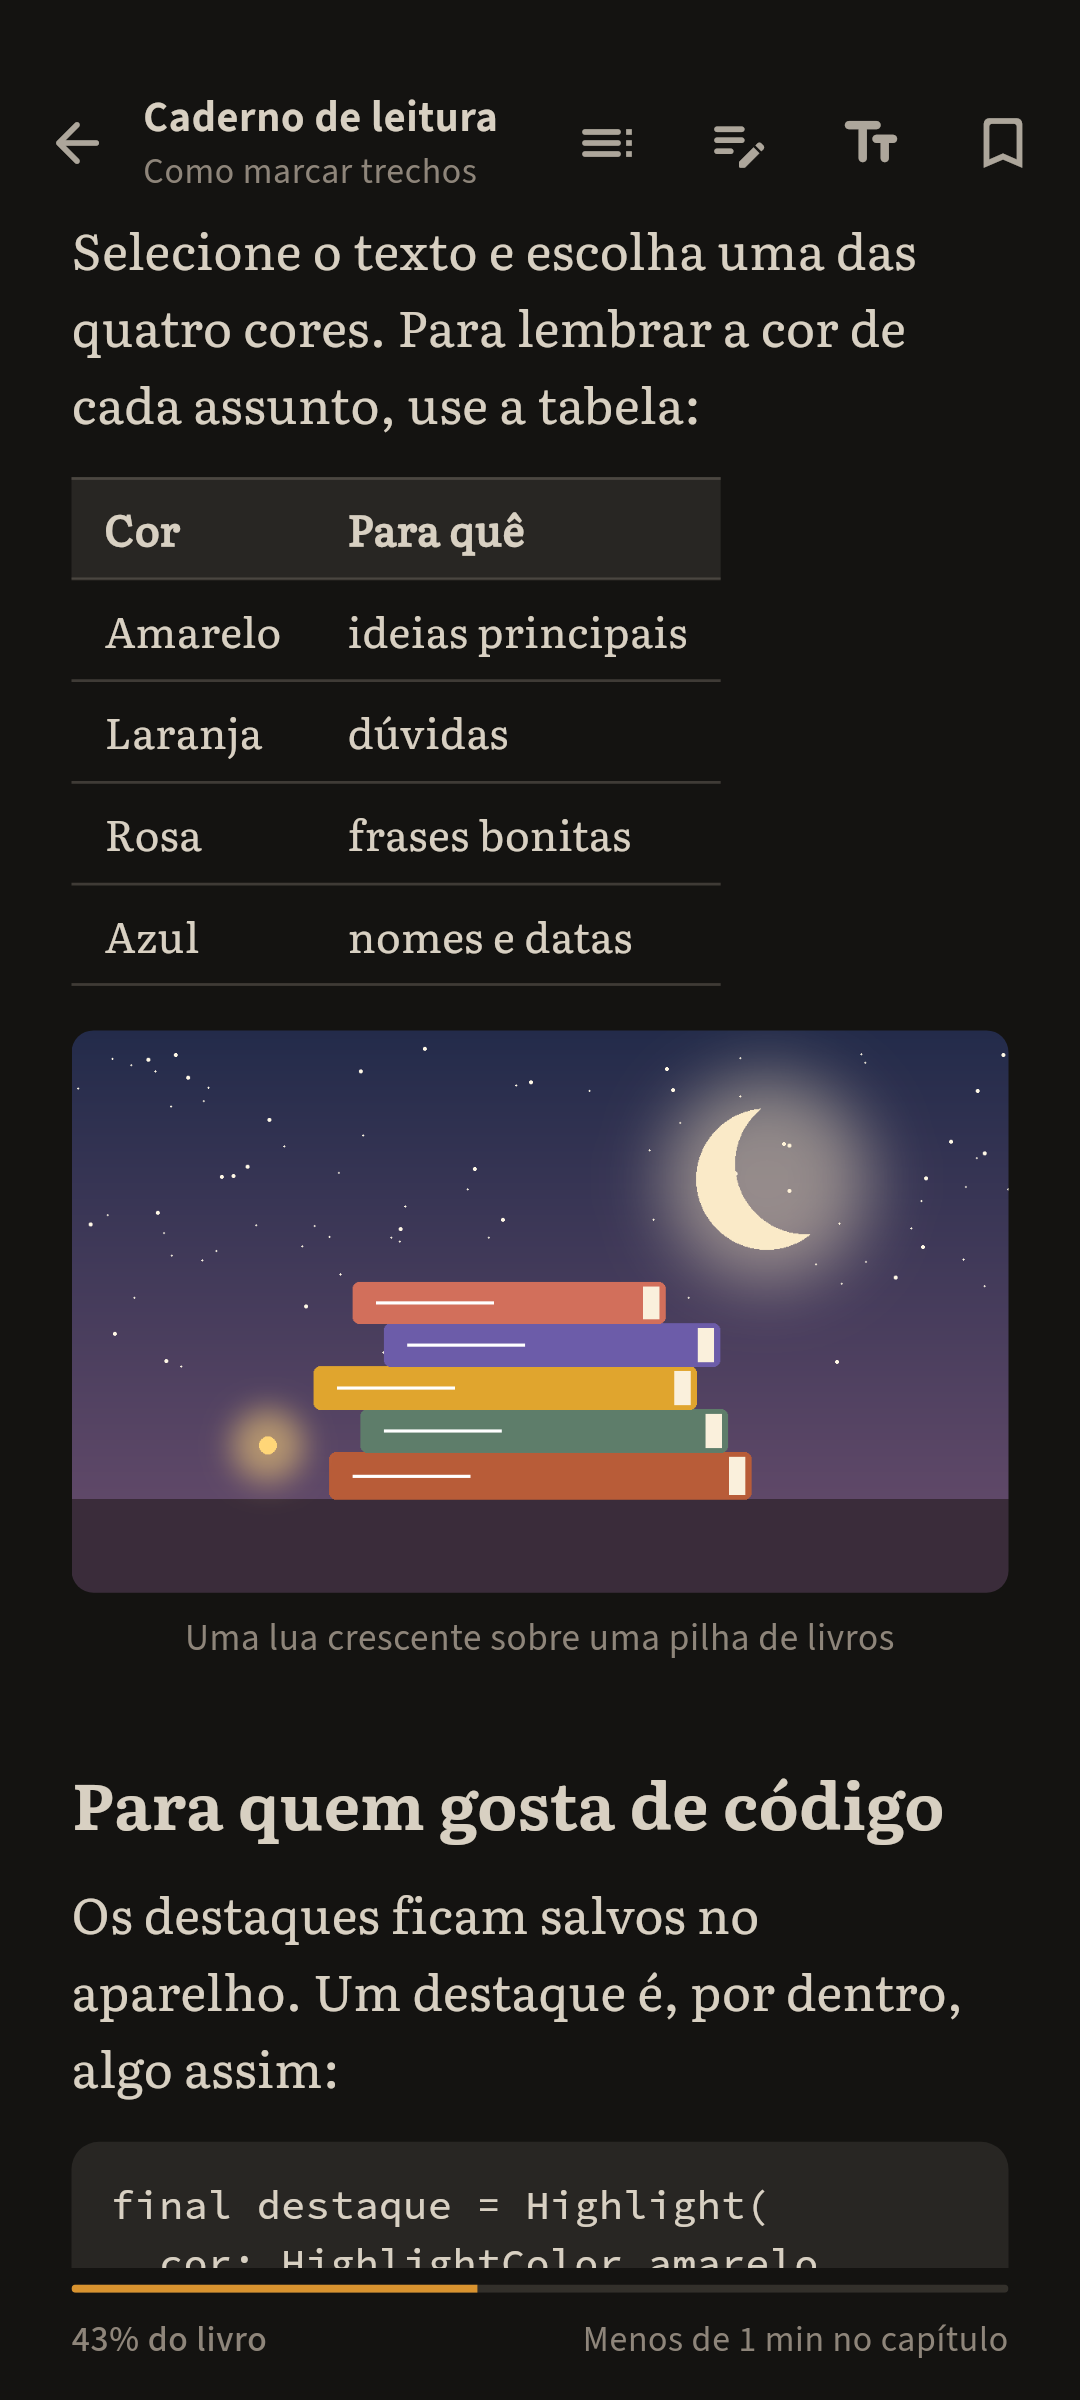 Caderno de leitura
Como marcar trechos
Selecione o texto e escolha uma das
quatro cores. Para lembrar a cor de
cada assunto, use a tabela:
Cor Para quê
Amarelo ideias principais
Laranja dúvidas
Rosa frases bonitas
Azul nomes e datas
Uma lua crescente sobre uma pilha de livros
Para quem gosta de código
Os destaques ficam salvos no
aparelho. Um destaque é, por dentro,
algo assim:
final destaque = Highlight(
cor: HighlightColor.amarelo
43% do livro Menos de 1 min no capítulo